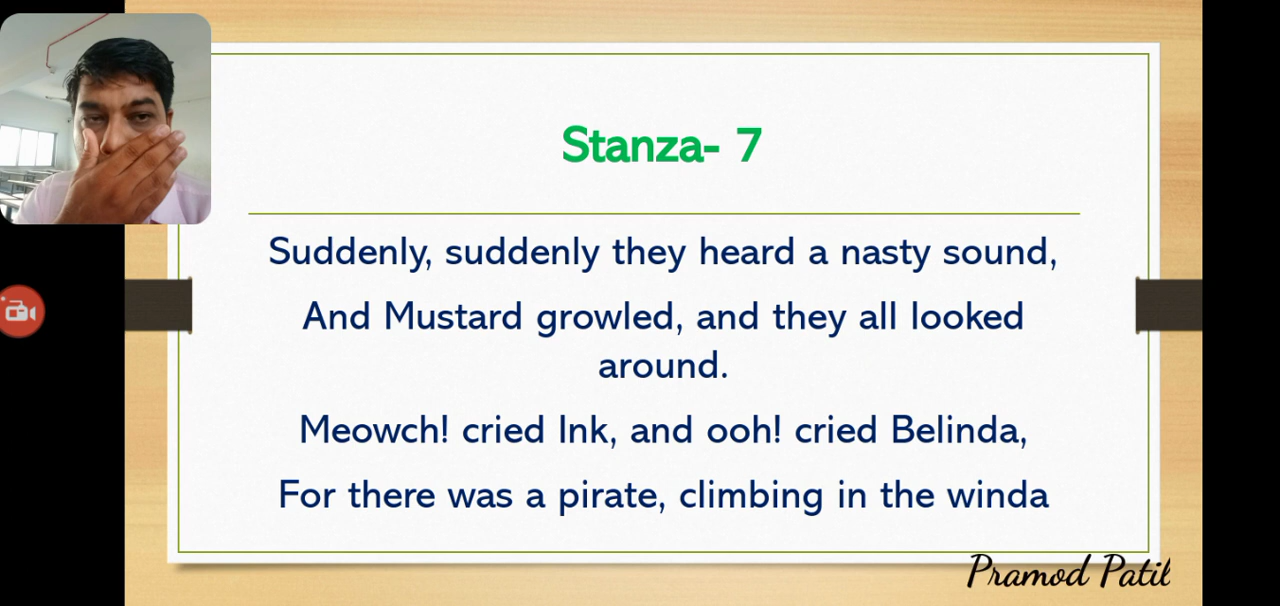 Stanza- 7
Suddenly, suddenly they heard a nasty sound,
And Mustard growled, and they all looked
around.
Meowch! cried Ink, and ooh! cried Belinda,
For there was a pirate, climbing in the winda
Pramod Patil